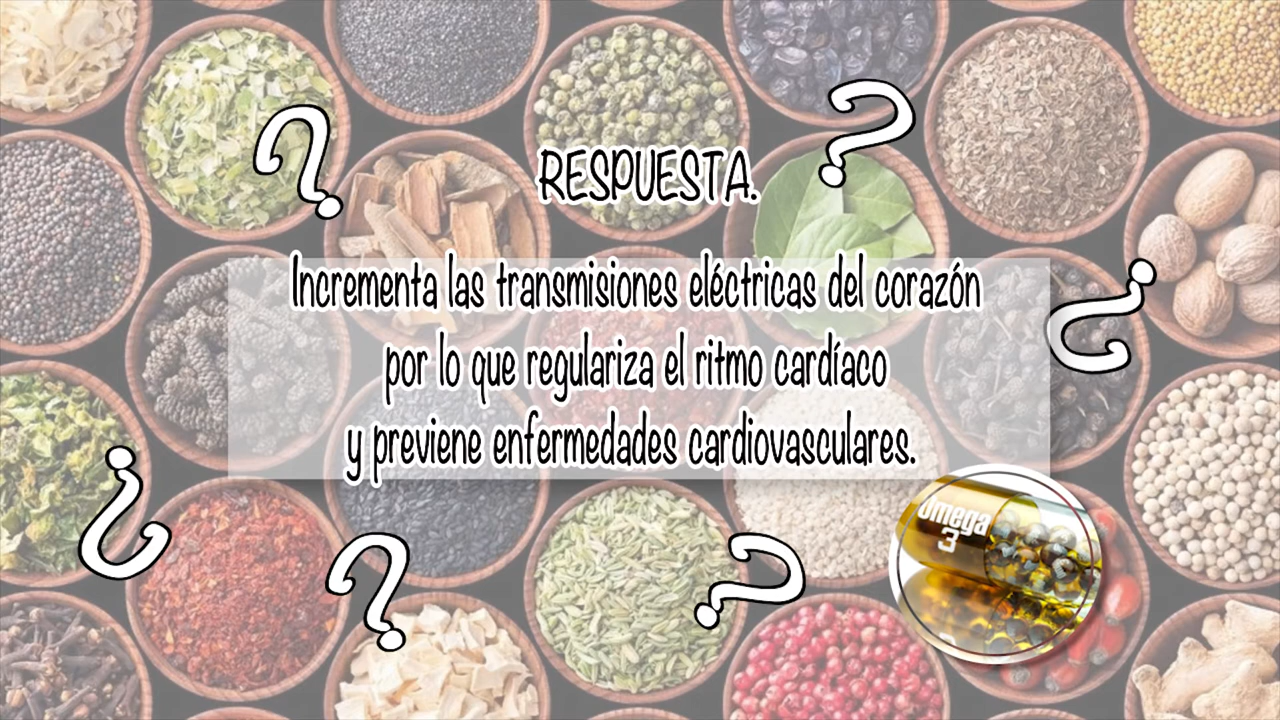 RESPUESTA.
Incrementa las transmisiones eléctricas del corazón
por lo que regulariza el ritmo cardíaco
y previene enfermedades cardiovasculares.
Omega
3